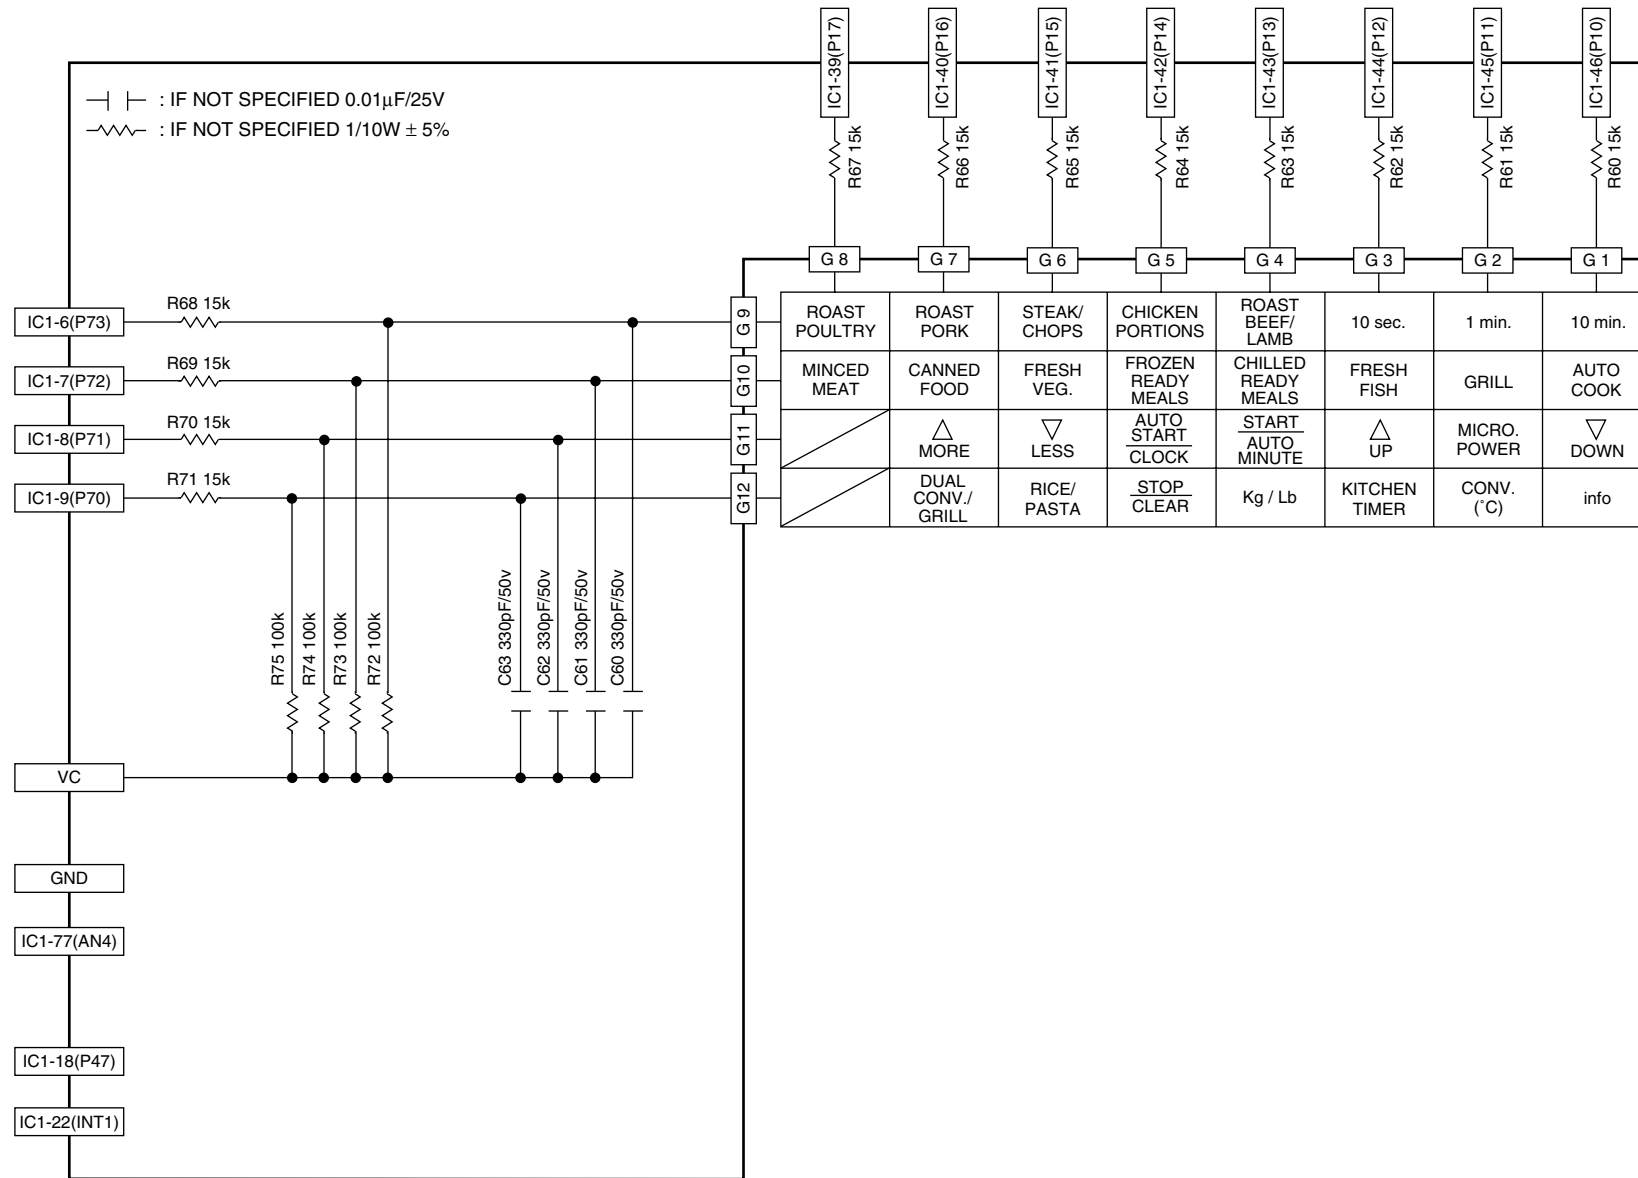 IC1-39(P17)
IC1-40(P16)
IC1-41(P15)
IC1-42(P14)
IC1-43(P13)
IC1-44(P12)
IC1-45(P11)
IC1-46(P10)
: IF NOT SPECIFIED 0.01μF/25V
: IF NOT SPECIFIED 1/10W ± 5%
R67 15k
R66 15k
R65 15k
R64 15k
R63 15k
R62 15k
R61 15k
R60 15k
G 8
G 7
G 6
G 5
G 4
G 3
G 2
G 1
IC1-6(P73)
R68 15k
G 9
ROAST
POULTRY
ROAST
PORK
STEAK/
CHOPS
CHICKEN
PORTIONS
ROAST
BEEF/
LAMB
10 sec.
1 min.
10 min.
IC1-7(P72)
R69 15k
G10
MINCED
MEAT
CANNED
FOOD
FRESH
VEG.
FROZEN
READY
MEALS
CHILLED
READY
MEALS
FRESH
FISH
GRILL
AUTO
COOK
IC1-8(P71)
R70 15k
G11
MORE
LESS
AUTO
START
CLOCK
START
AUTO
MINUTE
UP
MICRO.
POWER
DOWN
IC1-9(P70)
R71 15k
G12
DUAL
CONV./
GRILL
RICE/
PASTA
STOP
CLEAR
Kg / Lb
KITCHEN
TIMER
CONV.
(˚C)
info
R75 100k
R74 100k
R73 100k
R72 100k
C63 330pF/50v
C62 330pF/50v
C61 330pF/50v
C60 330pF/50v
VC
GND
IC1-77(AN4)
IC1-18(P47)
IC1-22(INT1)